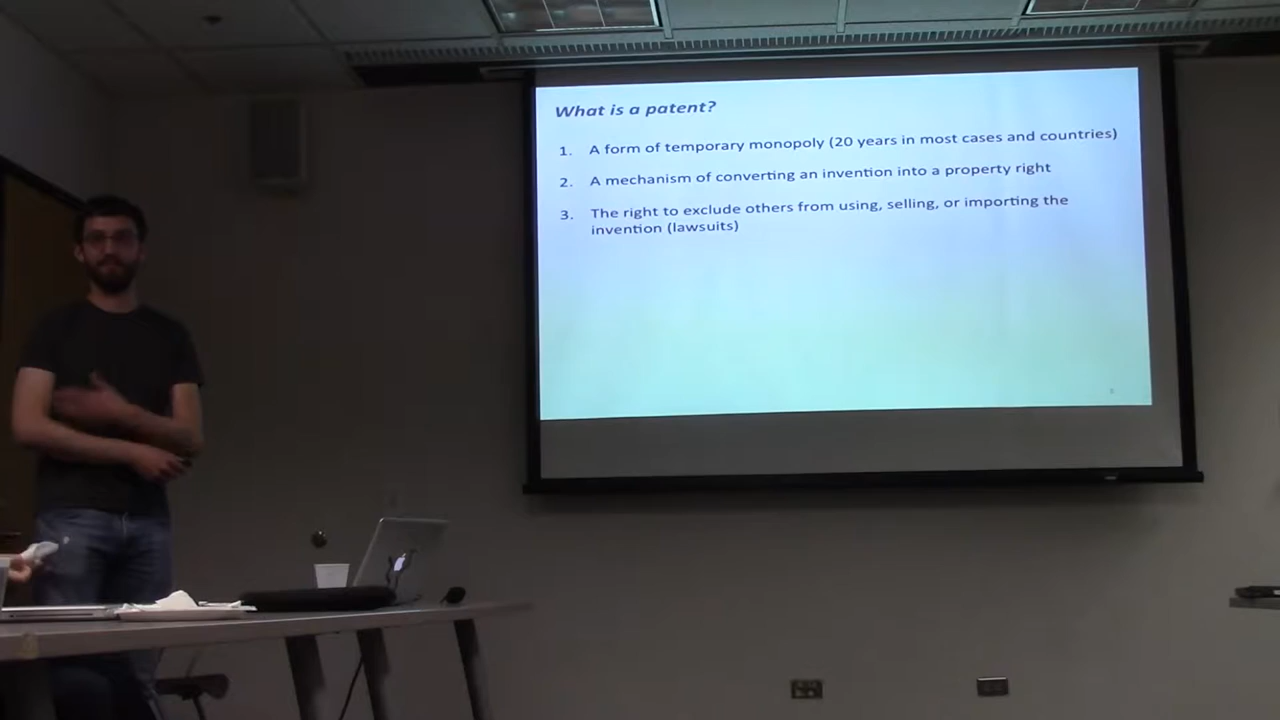 What is a patent?
1. A form of temporary monopoly (20 years in most cases and countries)
2. A mechanism of converting an invention into a property right
3. The right to exclude others from using, selling, or importing the
invention (lawsuits)